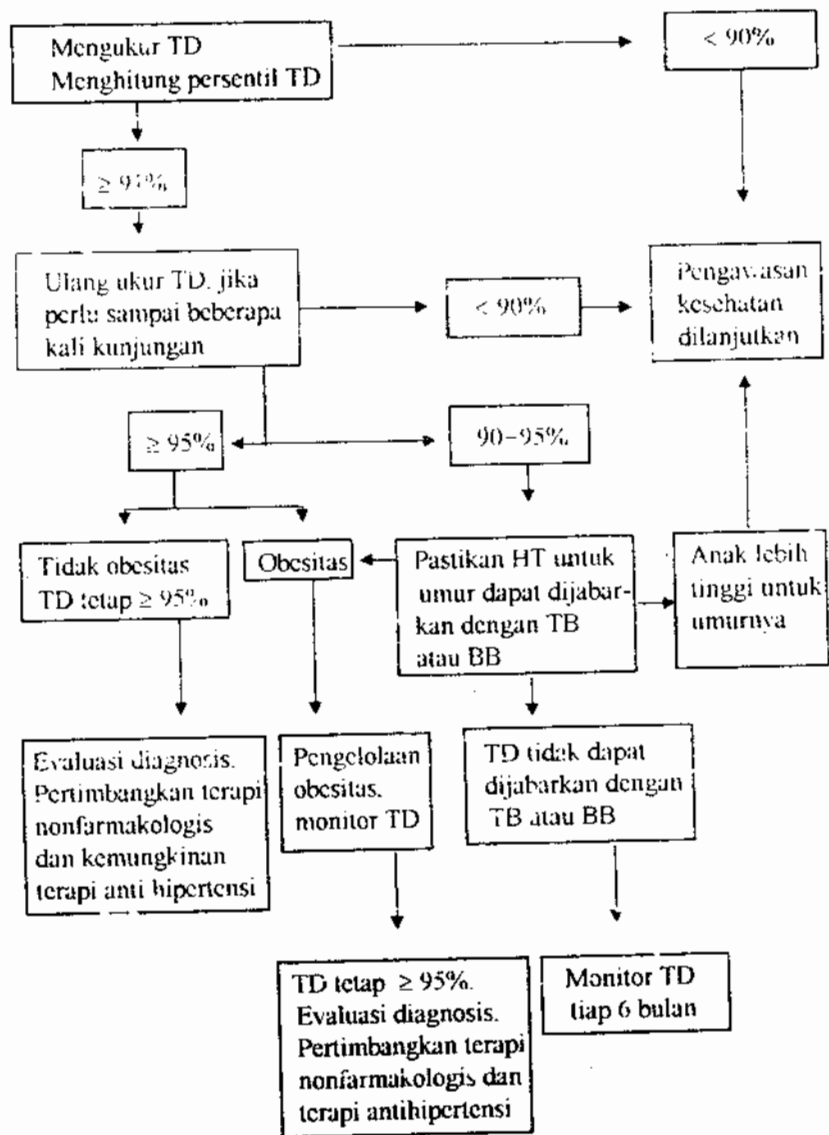 Mengukur TD
Menghitung persentil TD
< 90%
Ulang ukur TD, jika
perlu sampai beberapa
kali kunjungan
< 90%
Pengawasan
kesehatan
dilanjutkan
≥ 95%
90–95%
Tidak obesitas
TD tetap ≥ 95%
Obesitas
Pastikan HT untuk
umur dapat dijabar-
kan dengan TB
atau BB
Anak lebih
tinggi untuk
umurnya
Evaluasi diagnosis.
Pertimbangkan terapi
nonfarmakologis
dan kemungkinan
terapi anti hipertensi
Pengelolaan
obesitas,
monitor TD
TD tidak dapat
dijabarkan dengan
TB atau BB
TD tetap ≥ 95%.
Evaluasi diagnosis.
Pertimbangkan terapi
nonfarmakologis dan
terapi antihipertensi
Monitor TD
tiap 6 bulan